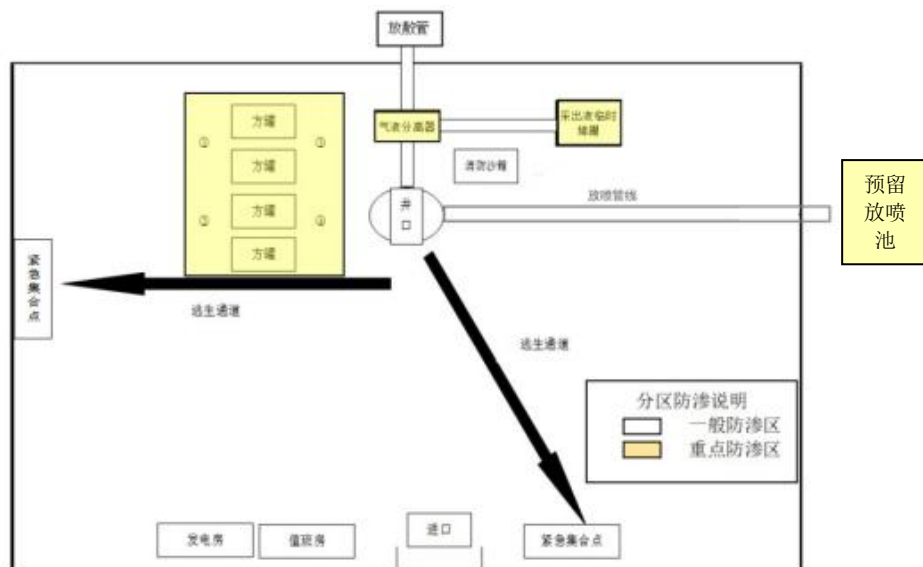 放散管
方罐
方罐
方罐
方罐
①
①
①
气液分离器
采出液临时
储罐
消防沙箱
井
口
放喷管线
预留
放喷
池
紧急集合点
逃生通道
逃生通道
分区防渗说明
一般防渗区
重点防渗区
发电房
值班房
进口
紧急集合点